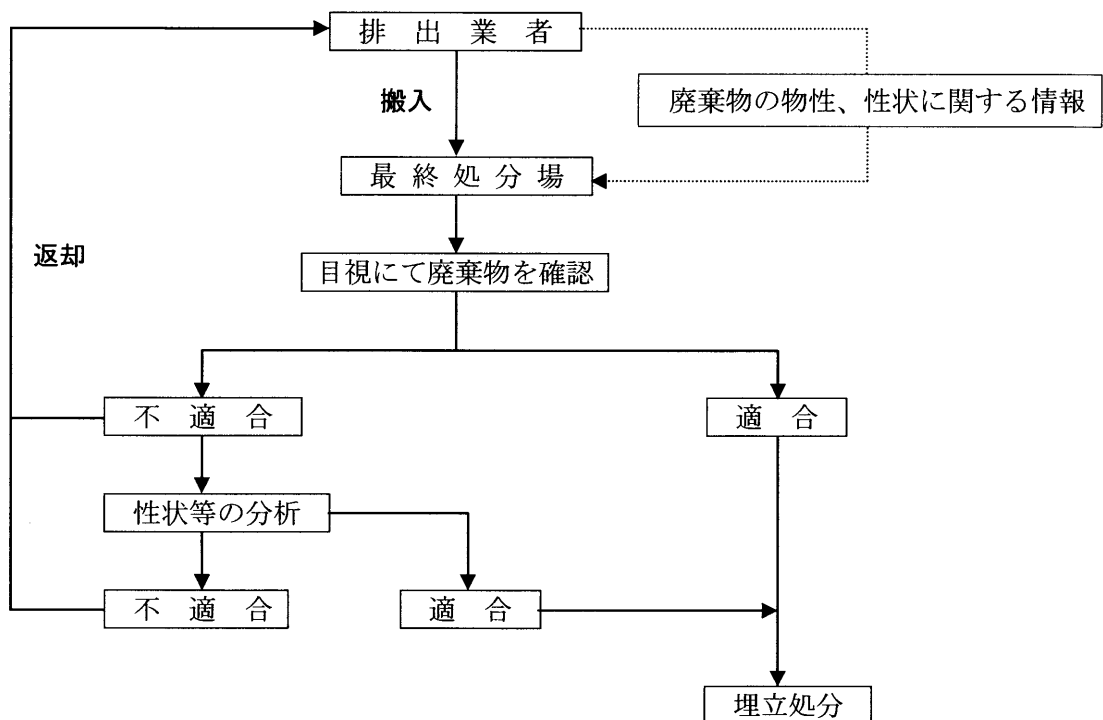 排出業者
搬入
廃棄物の物性、性状に関する情報
最終処分場
返却
目視にて廃棄物を確認
不適合
適合
性状等の分析
不適合
適合
埋立処分